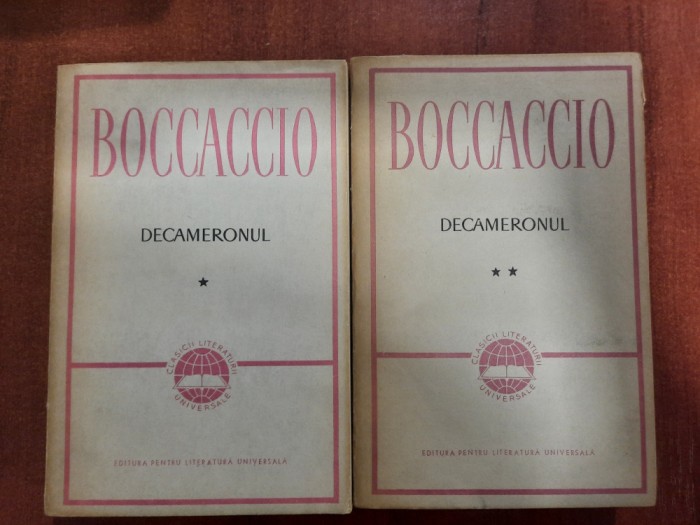 BOCCACCIO
DECAMERONUL
★
CLASICII LITERATURII
UNIVERSALE
EDITURA PENTRU LITERATURA UNIVERSALA
BOCCACCIO
DECAMERONUL
★★
CLASICII LITERATURII
UNIVERSALE
EDITURA PENTRU LITERATURA UNIVERSALA